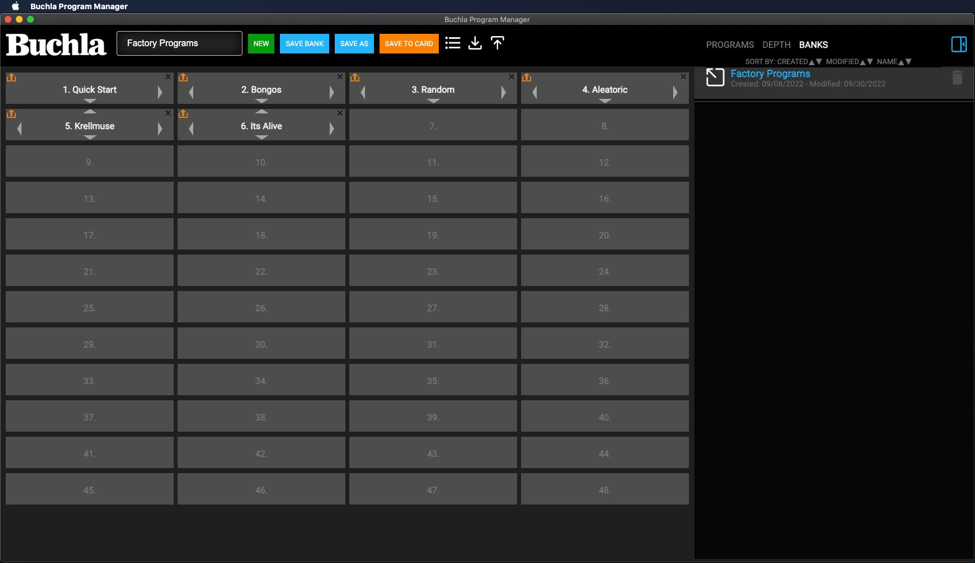 Buchla Program Manager
Buchla Program Manager
Buchla
Factory Programs
NEW
SAVE BANK
SAVE AS
SAVE TO CARD
PROGRAMS DEPTH BANKS
SORT BY: CREATED▲▼ MODIFIED▲▼ NAME▲▼
Factory Programs
Created: 09/08/2022 - Modified: 09/30/2022
1. Quick Start
2. Bongos
3. Random
4. Aleatoric
5. Krellmuse
6. Its Alive
7.
8.
9.
10.
11.
12.
13.
14.
15.
16.
17.
18.
19.
20.
21.
22.
23.
24.
25.
26.
27.
28.
29.
30.
31.
32.
33.
34.
35.
36.
37.
38.
39.
40.
41.
42.
43.
44.
45.
46.
47.
48.